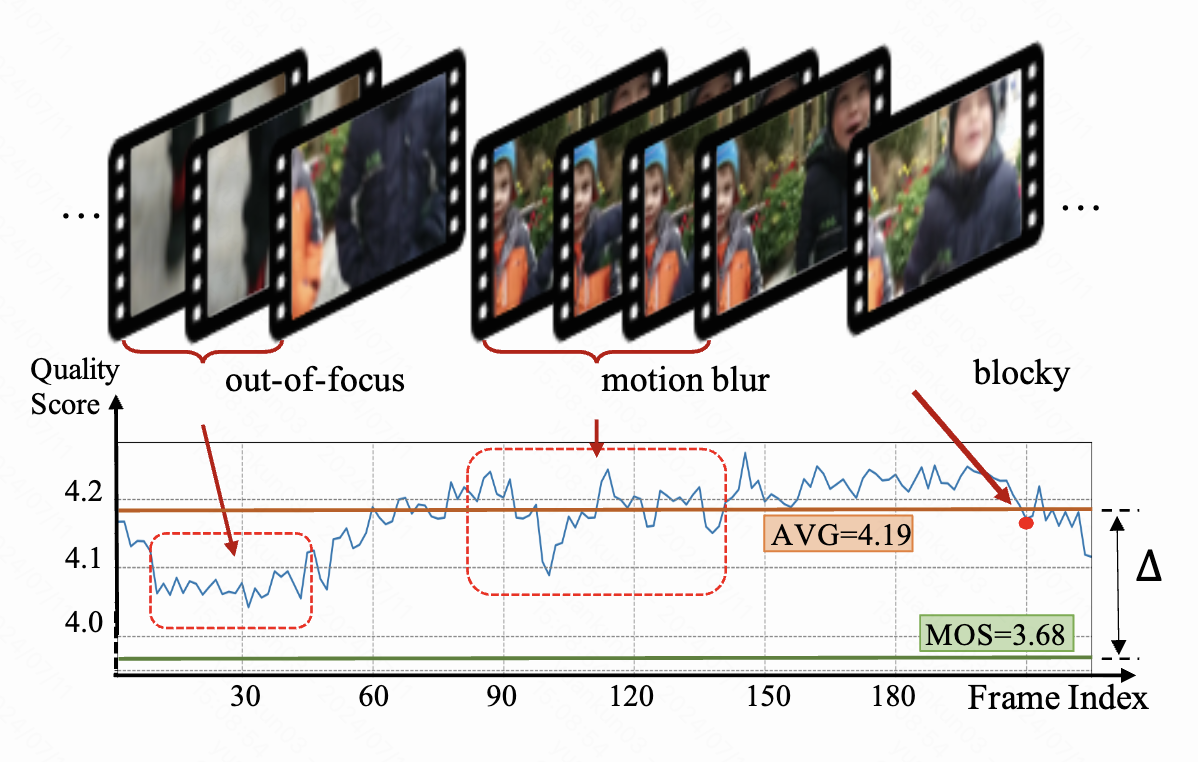 ... ...
out-of-focus motion blur blocky
Quality
Score
4.2
AVG=4.19
4.1
Δ
4.0
MOS=3.68
30 60 90 120 150 180 Frame Index